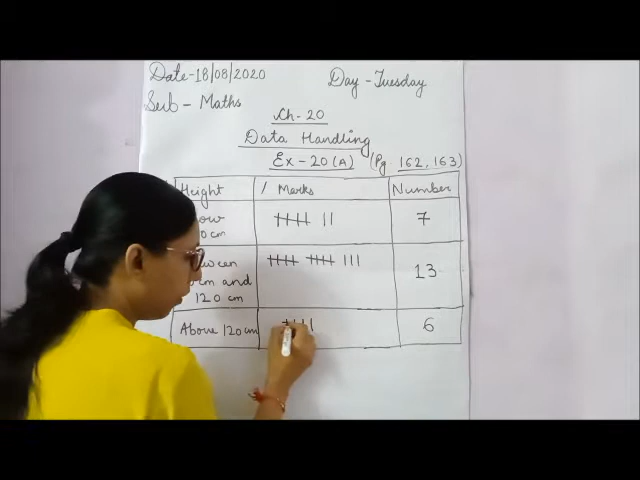 Date-18/08/2020 Day-Tuesday
Sub - Maths
Ch-20
Data Handling
Ex-20(A) (Pg. 162, 163)
Height / Marks Number
7
cm
13
cm and
120 cm
Above 120cm 6